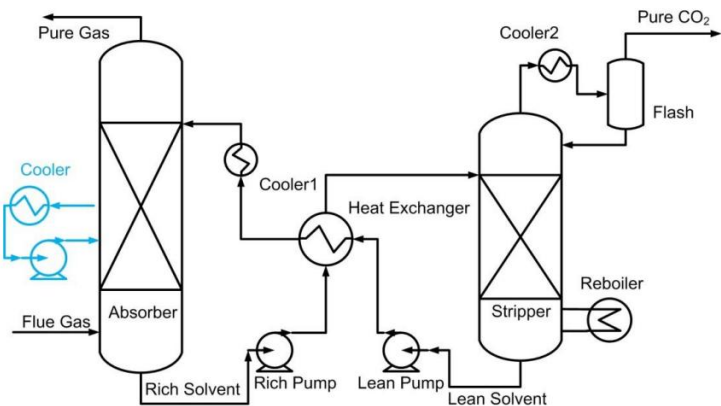 Pure Gas
Cooler2
Pure CO₂
Flash
Cooler
Cooler1
Heat Exchanger
Reboiler
Absorber
Stripper
Flue Gas
Rich Solvent
Rich Pump
Lean Pump
Lean Solvent